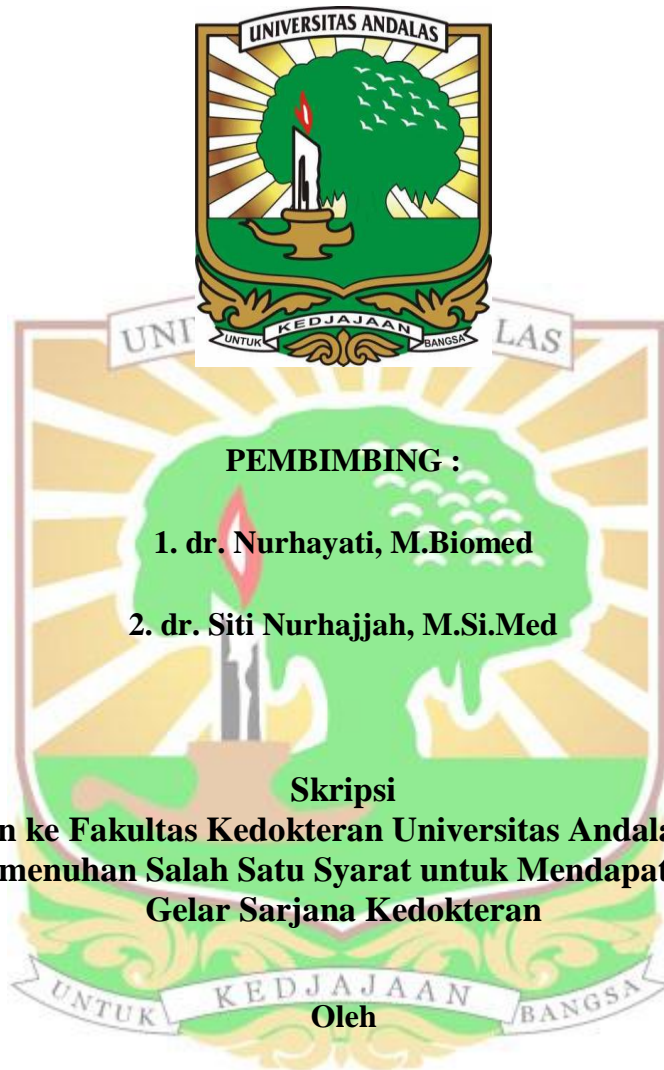 UNIVERSITAS ANDALAS
UNTUK KEDJAJAAN BANGSA
LAS
PEMBIMBING :
1. dr. Nurhayati, M.Biomed
2. dr. Siti Nurhajjah, M.Si.Med
Skripsi
n ke Fakultas Kedokteran Universitas Andala
menuhan Salah Satu Syarat untuk Mendapat
Gelar Sarjana Kedokteran
UNTUK KEDJAJAAN BANGSA
Oleh